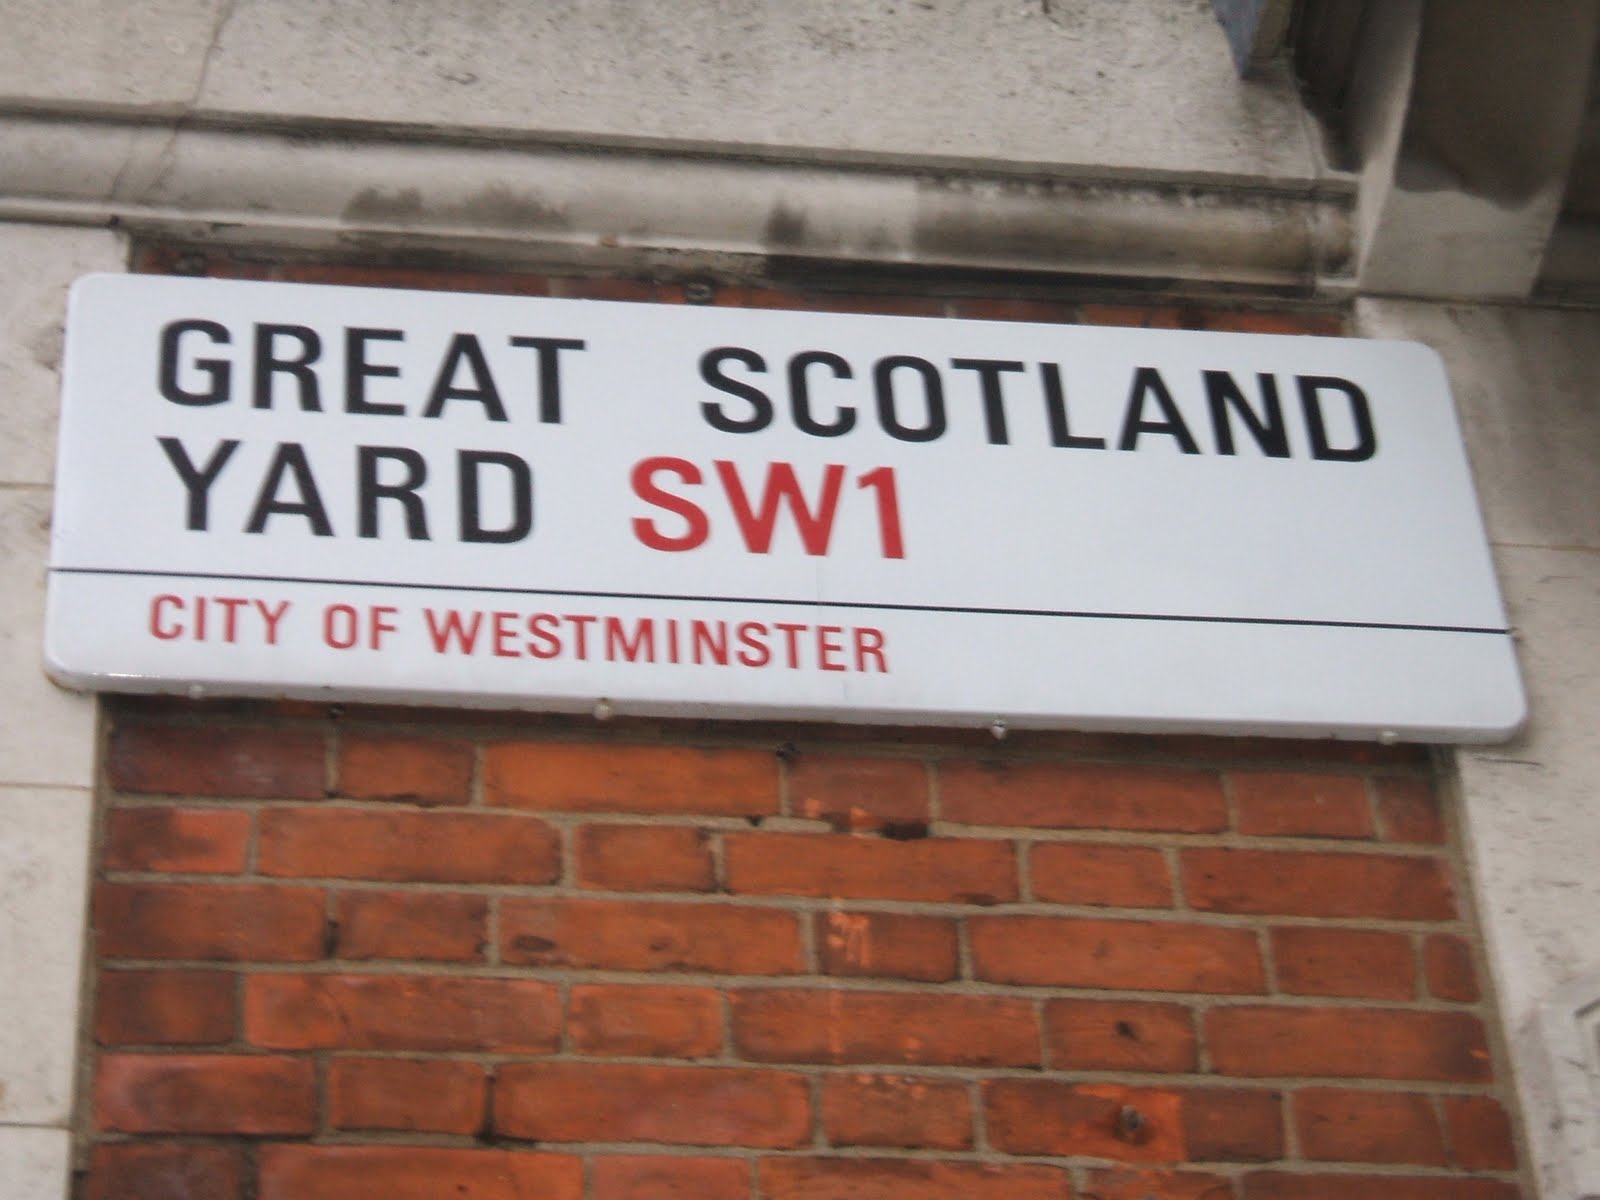 GREAT SCOTLAND
YARD SW1
CITY OF WESTMINSTER